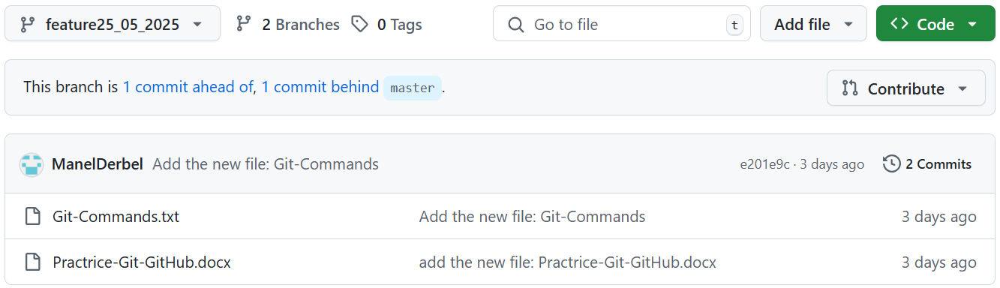 feature25_05_2025 2 Branches 0 Tags Go to file t Add file Code
This branch is 1 commit ahead of, 1 commit behind master .
Contribute
ManelDerbel Add the new file: Git-Commands e201e9c · 3 days ago 2 Commits
Git-Commands.txt Add the new file: Git-Commands 3 days ago
Practrice-Git-GitHub.docx add the new file: Practrice-Git-GitHub.docx 3 days ago